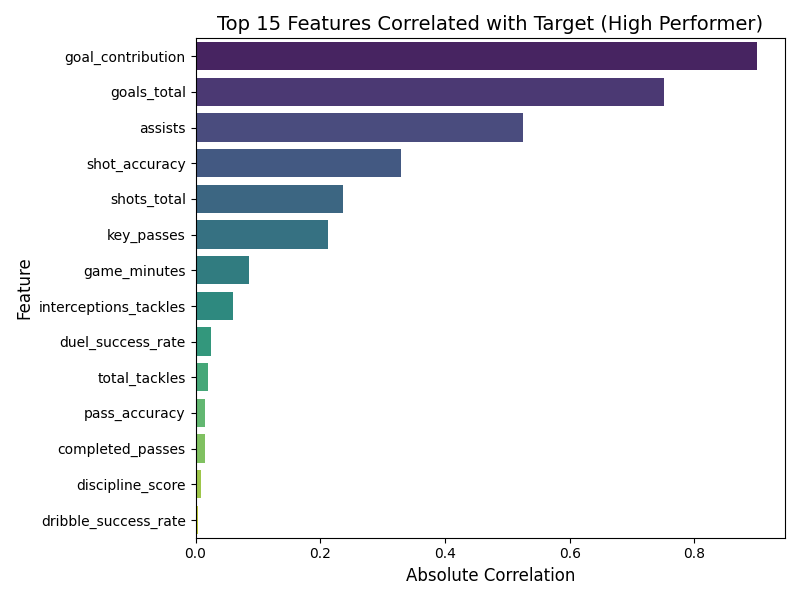 Top 15 Features Correlated with Target (High Performer)
goal_contribution
goals_total
assists
shot_accuracy
shots_total
key_passes
game_minutes
interceptions_tackles
duel_success_rate
total_tackles
pass_accuracy
completed_passes
discipline_score
dribble_success_rate
Feature
0.0 0.2 0.4 0.6 0.8
Absolute Correlation